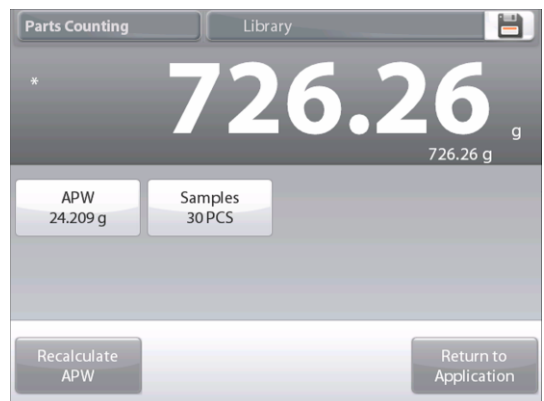 Parts Counting
Library
*
726.26 g
726.26 g
APW
24.209 g
Samples
30 PCS
Recalculate
APW
Return to
Application